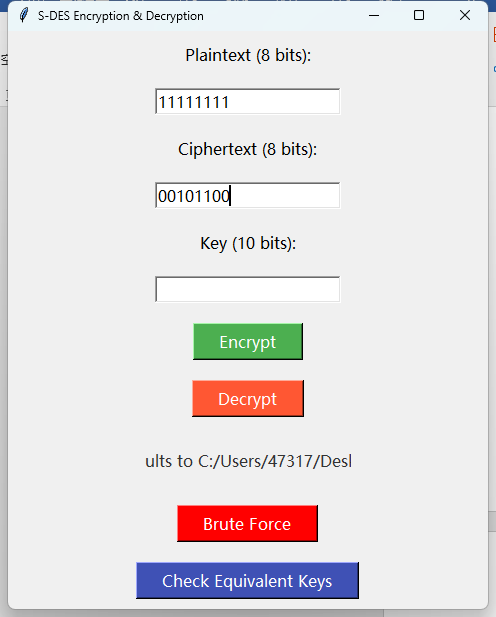 S-DES Encryption & Decryption
Plaintext (8 bits):
11111111
Ciphertext (8 bits):
00101100
Key (10 bits):
Encrypt
Decrypt
ults to C:/Users/47317/Desl
Brute Force
Check Equivalent Keys